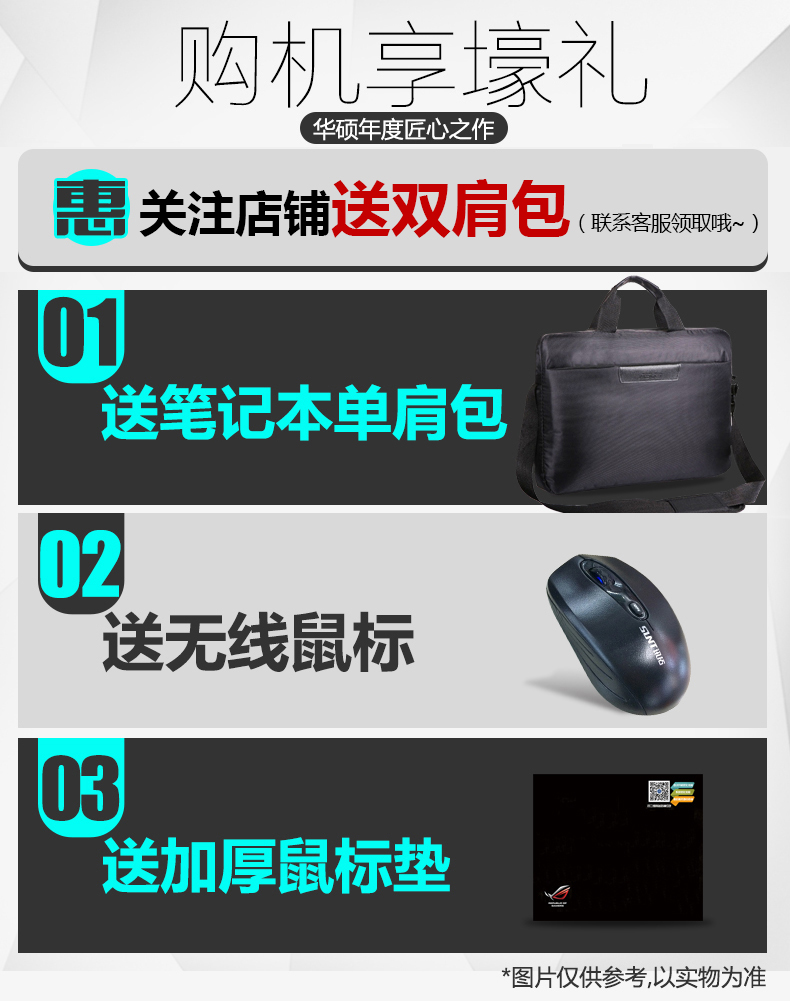 购机享壕礼
华硕年度匠心之作
惠 关注店铺送双肩包(联系客服领取哦~)
01
送笔记本单肩包
02
送无线鼠标
SUNT
03
送加厚鼠标垫
*图片仅供参考,以实物为准